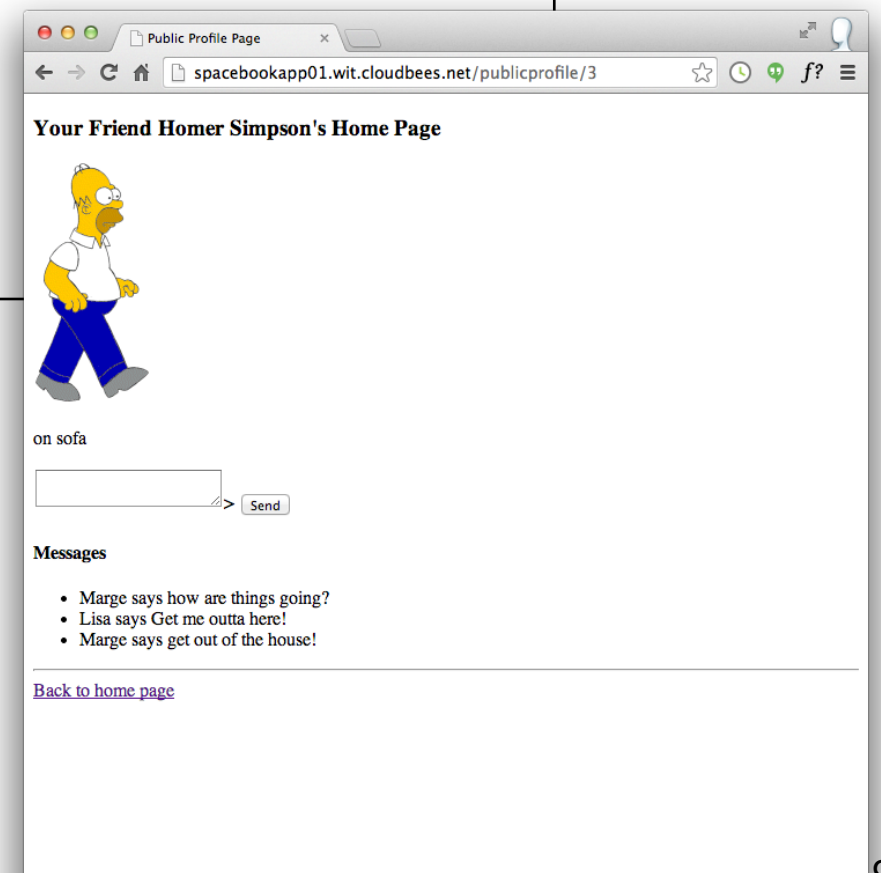 Public Profile Page
spacebookapp01.wit.cloudbees.net/publicprofile/3
f?
Your Friend Homer Simpson's Home Page
on sofa
> Send
Messages
• Marge says how are things going?
• Lisa says Get me outta here!
• Marge says get out of the house!
Back to home page